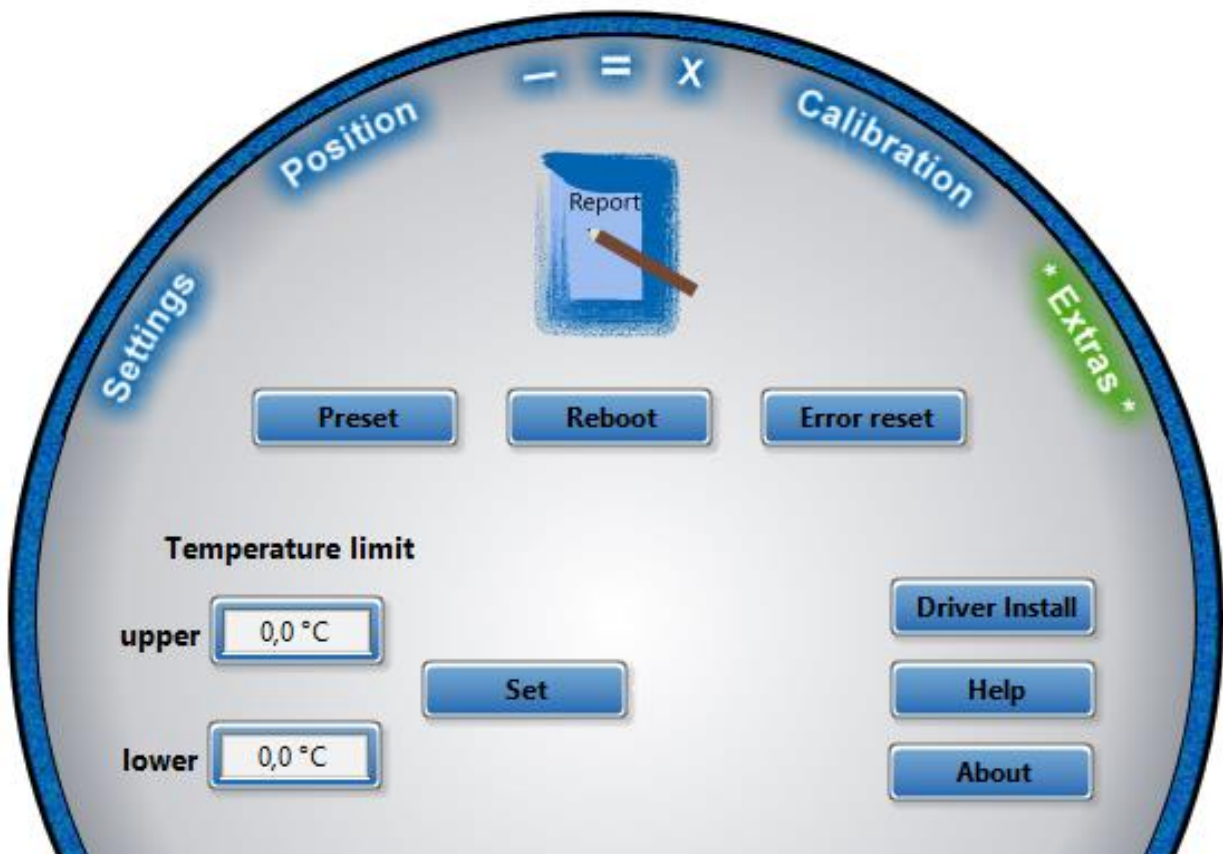 — = X
Position
Calibration
Settings
* Extras *
Report
Preset
Reboot
Error reset
Temperature limit
upper
0,0 °C
Set
lower
0,0 °C
Driver Install
Help
About